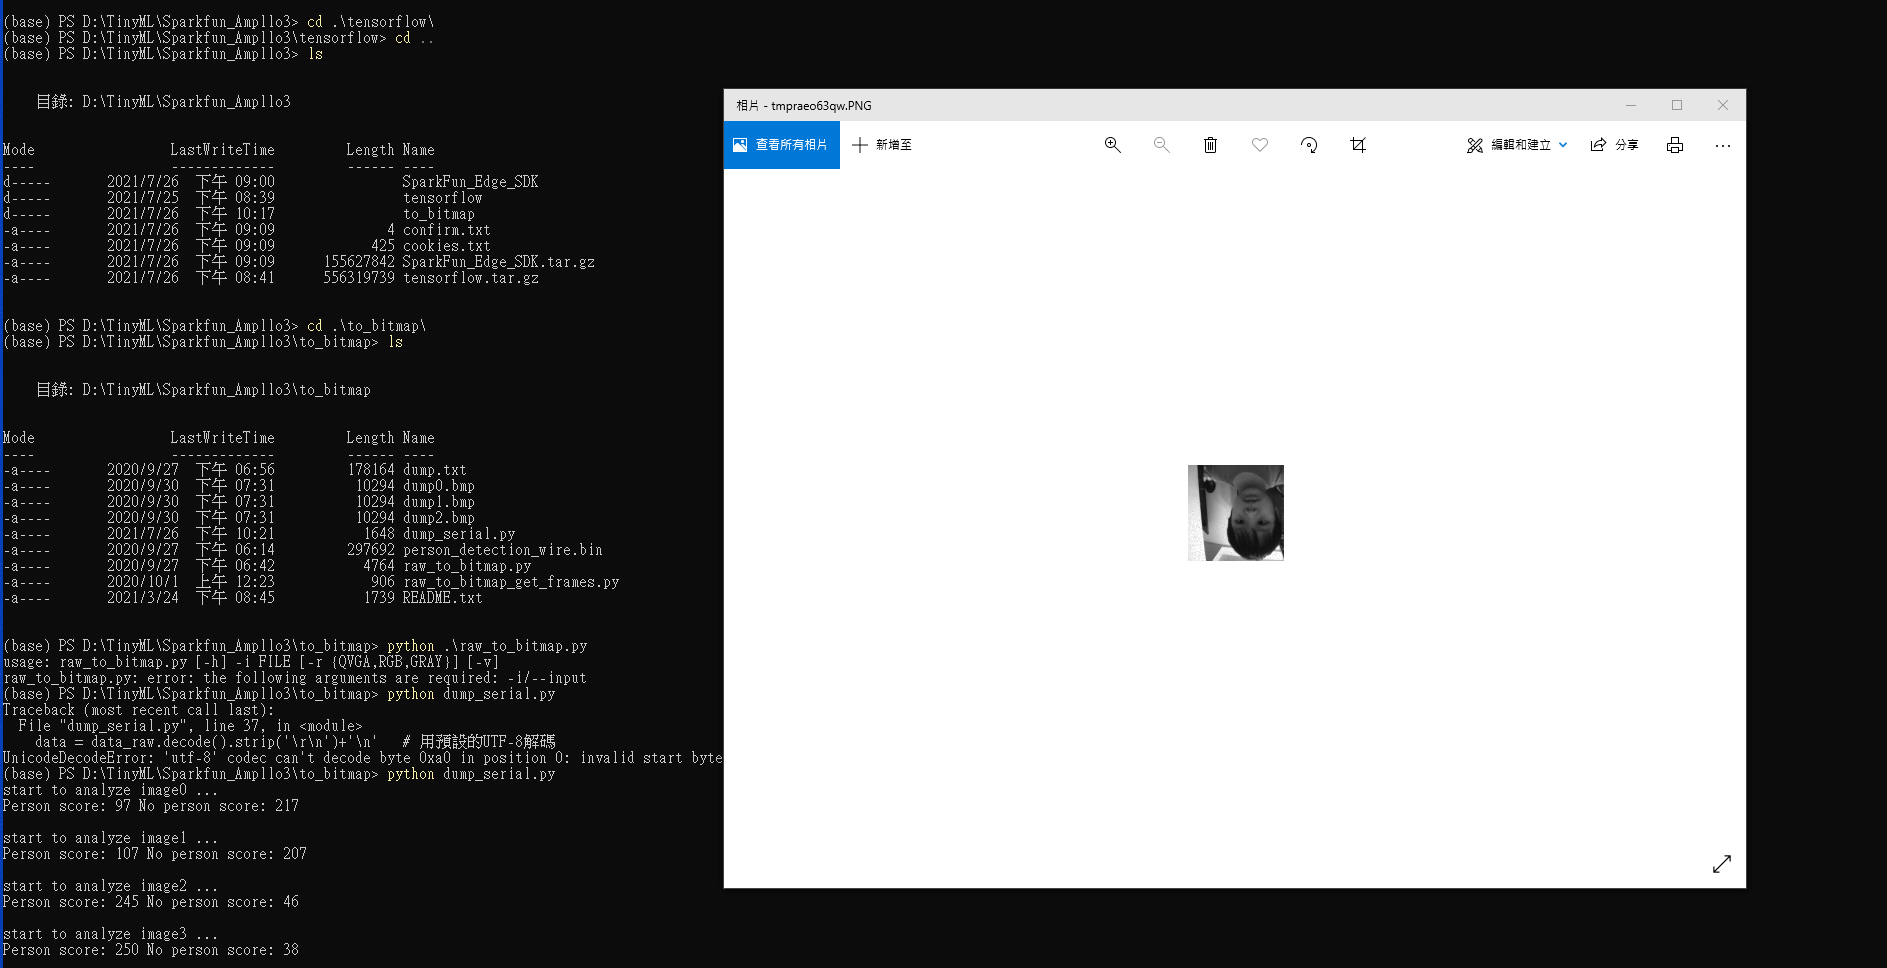 (base) PS D:\TinyML\Sparkfun_Ampllo3> cd .\tensorflow\
(base) PS D:\TinyML\Sparkfun_Ampllo3\tensorflow> cd ..
(base) PS D:\TinyML\Sparkfun_Ampllo3> ls
目錄: D:\TinyML\Sparkfun_Ampllo3
Mode LastWriteTime Length Name
---- ------------- ------ ----
d----- 2021/7/26 下午 09:00 SparkFun_Edge_SDK
d----- 2021/7/25 下午 08:39 tensorflow
d----- 2021/7/26 下午 10:17 to_bitmap
-a---- 2021/7/26 下午 09:09 4 confirm.txt
-a---- 2021/7/26 下午 09:09 425 cookies.txt
-a---- 2021/7/26 下午 09:09 155627842 SparkFun_Edge_SDK.tar.gz
-a---- 2021/7/26 下午 08:41 556319739 tensorflow.tar.gz
(base) PS D:\TinyML\Sparkfun_Ampllo3> cd .\to_bitmap\
(base) PS D:\TinyML\Sparkfun_Ampllo3\to_bitmap> ls
目錄: D:\TinyML\Sparkfun_Ampllo3\to_bitmap
Mode LastWriteTime Length Name
---- ------------- ------ ----
-a---- 2020/9/27 下午 06:56 178164 dump.txt
-a---- 2020/9/30 下午 07:31 10294 dump0.bmp
-a---- 2020/9/30 下午 07:31 10294 dump1.bmp
-a---- 2020/9/30 下午 07:31 10294 dump2.bmp
-a---- 2021/7/26 下午 10:21 1648 dump_serial.py
-a---- 2020/9/27 下午 06:14 297692 person_detection_wire.bin
-a---- 2020/9/27 下午 06:42 4764 raw_to_bitmap.py
-a---- 2020/10/1 上午 12:23 906 raw_to_bitmap_get_frames.py
-a---- 2021/3/24 下午 08:45 1739 README.txt
(base) PS D:\TinyML\Sparkfun_Ampllo3\to_bitmap> python .\raw_to_bitmap.py
usage: raw_to_bitmap.py [-h] -i FILE [-r {QVGA,RGB,GRAY}] [-v]
raw_to_bitmap.py: error: the following arguments are required: -i/--input
(base) PS D:\TinyML\Sparkfun_Ampllo3\to_bitmap> python dump_serial.py
Traceback (most recent call last):
File "dump_serial.py", line 37, in <module>
data = data_raw.decode().strip('\r\n')+'\n' # 用預設的UTF-8解碼
UnicodeDecodeError: 'utf-8' codec can't decode byte 0xa0 in position 0: invalid start byte
(base) PS D:\TinyML\Sparkfun_Ampllo3\to_bitmap> python dump_serial.py
start to analyze image0 ...
Person score: 97 No person score: 217
start to analyze image1 ...
Person score: 107 No person score: 207
start to analyze image2 ...
Person score: 245 No person score: 46
start to analyze image3 ...
Person score: 250 No person score: 38
相片 - tmpraeo63qw.PNG
查看所有相片 新增至 編輯和建立 分享